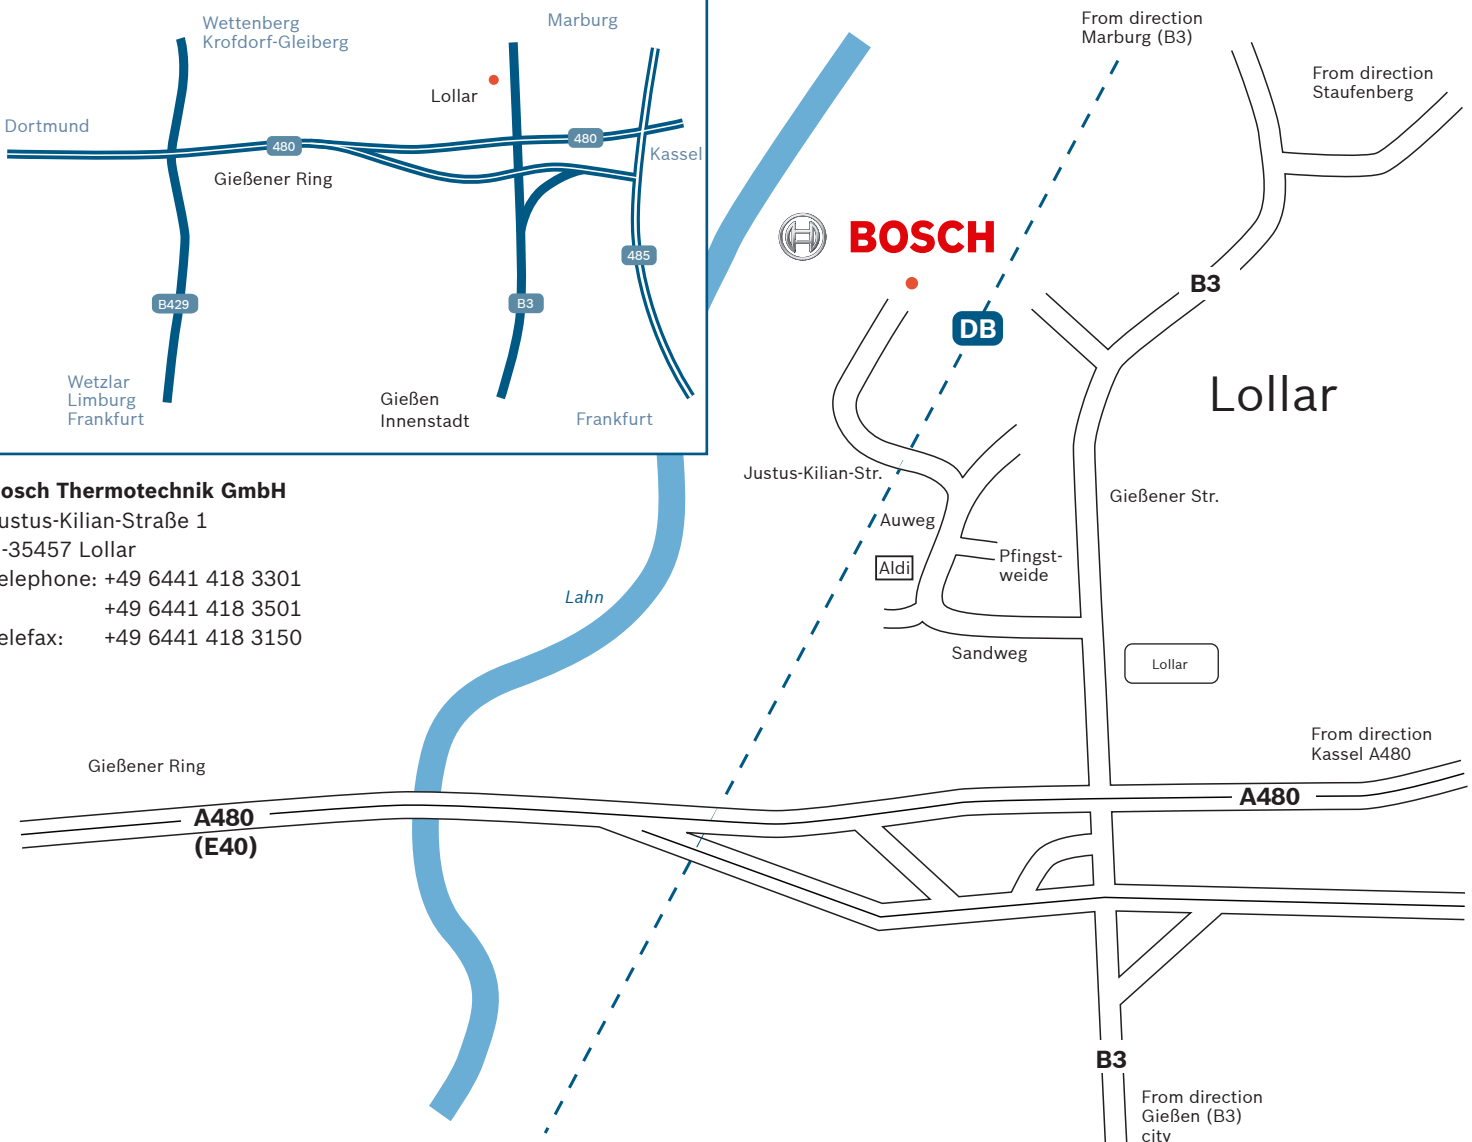 Wettenberg
Krofdorf-Gleiberg
Marburg
Lollar
Dortmund
480
480
Kassel
Gießener Ring
485
B429
B3
Wetzlar
Limburg
Frankfurt
Gießen
Innenstadt
Frankfurt
From direction
Marburg (B3)
From direction
Staufenberg
BOSCH
B3
DB
Lollar
Justus-Kilian-Str.
Gießener Str.
Auweg
Aldi
Pfingst-
weide
Sandweg
Lollar
osch Thermotechnik GmbH
ustus-Kilian-Straße 1
-35457 Lollar
elephone: +49 6441 418 3301
+49 6441 418 3501
elefax: +49 6441 418 3150
Lahn
Gießener Ring
A480
(E40)
From direction
Kassel A480
A480
B3
From direction
Gießen (B3)
city